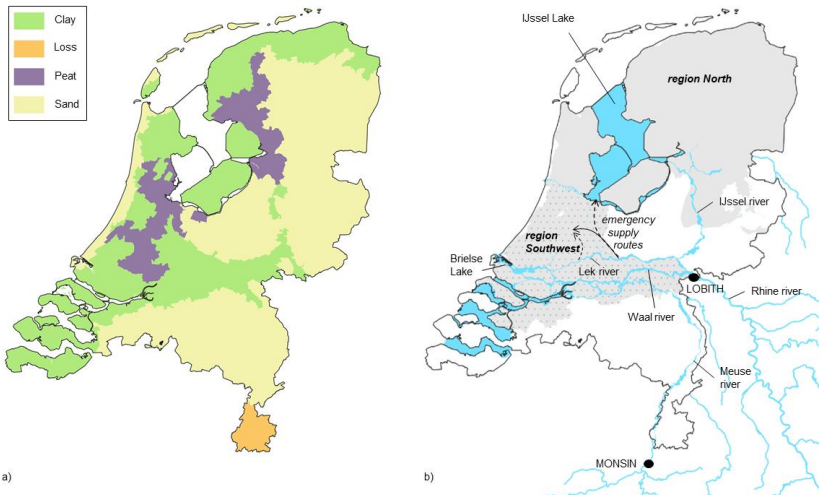 Clay
Loss
Peat
Sand
a)
IJssel Lake
region North
IJssel river
emergency
supply
routes
region
Southwest
Brielse
Lake
Lek river
LOBITH
Rhine river
Waal river
Meuse
river
MONSIN
b)